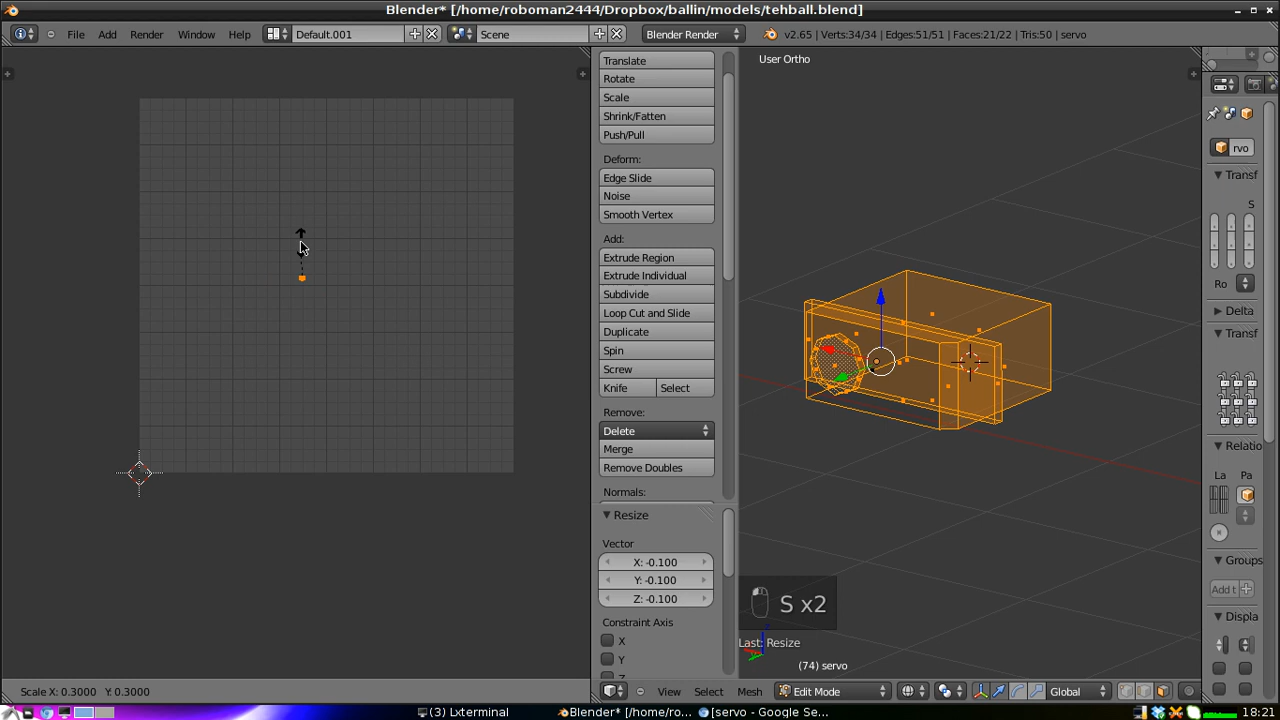 Blender* [/home/roboman2444/Dropbox/ballin/models/tehball.blend]
File Add Render Window Help Default.001 Scene Blender Render v2.65 | Verts:34/34 | Edges:51/51 | Faces:21/22 | Tris:50 | servo
Translate
Rotate
Scale
Shrink/Fatten
Push/Pull
Deform:
Edge Slide
Noise
Smooth Vertex
Add:
Extrude Region
Extrude Individual
Subdivide
Loop Cut and Slide
Duplicate
Spin
Screw
Knife Select
Remove:
Delete
Merge
Remove Doubles
Normals:
Resize
Vector
X: -0.100
Y: -0.100
Z: -0.100
Constraint Axis
X
Y
User Ortho
S x2
Last: Resize
(74) servo
rvo
Transf
S
Ro
Delta
Transf
Relatio
La Pa
Groups
Add t
Displa
Scale X: 0.3000 Y: 0.3000
View Select Mesh Edit Mode Global
(3) Lxterminal Blender* [/home/ro... [servo - Google Se... 18:21